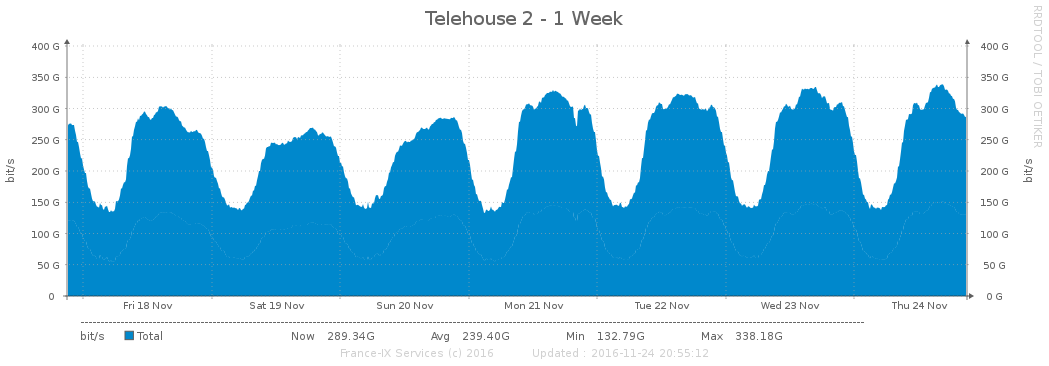 Telehouse 2 - 1 Week
RRDTOOL / TOBI OETIKER
400 G 400 G
350 G 350 G
300 G 300 G
250 G 250 G
200 G 200 G
150 G 150 G
100 G 100 G
50 G 50 G
0 0 G
bit/s bit/s
Fri 18 Nov Sat 19 Nov Sun 20 Nov Mon 21 Nov Tue 22 Nov Wed 23 Nov Thu 24 Nov
bit/s Total Now 289.34G Avg 239.40G Min 132.79G Max 338.18G
France-IX Services (c) 2016 Updated : 2016-11-24 20:55:12